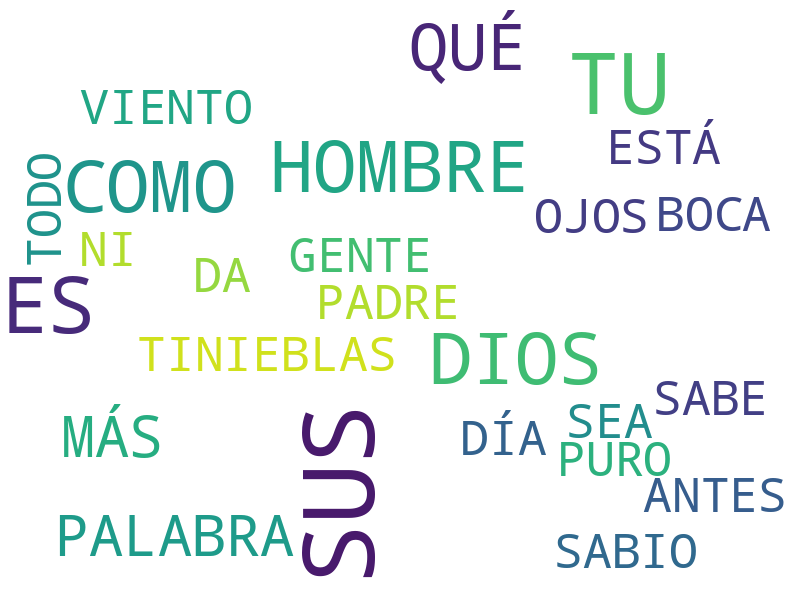 QUÉ
TU
VIENTO
ESTÁ
HOMBRE
COMO
TODO
OJOS
BOCA
NI
GENTE
DA
PADRE
ES
TINIEBLAS
DIOS
SABE
SEA
MÁS
DÍA
PURO
SUS
ANTES
PALABRA
SABIO